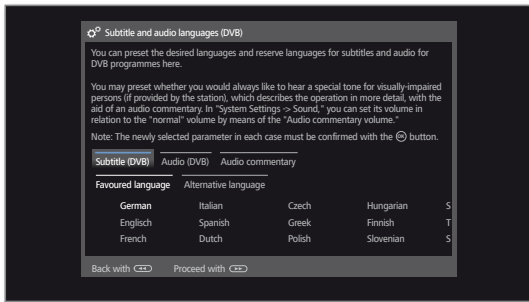 Subtitle and audio languages (DVB)
You can preset the desired languages and reserve languages for subtitles and audio for
DVB programmes here.
You may preset whether you would always like to hear a special tone for visually-impaired
persons (if provided by the station), which describes the operation in more detail, with the
aid of an audio commentary. In "System Settings -> Sound," you can set its volume in
relation to the "normal" volume by means of the "Audio commentary volume."
Note: The newly selected parameter in each case must be confirmed with the OK button.
Subtitle (DVB) Audio (DVB) Audio commentary
Favoured language Alternative language
German Italian Czech Hungarian S
Englisch Spanish Greek Finnish T
French Dutch Polish Slovenian S
Back with Proceed with